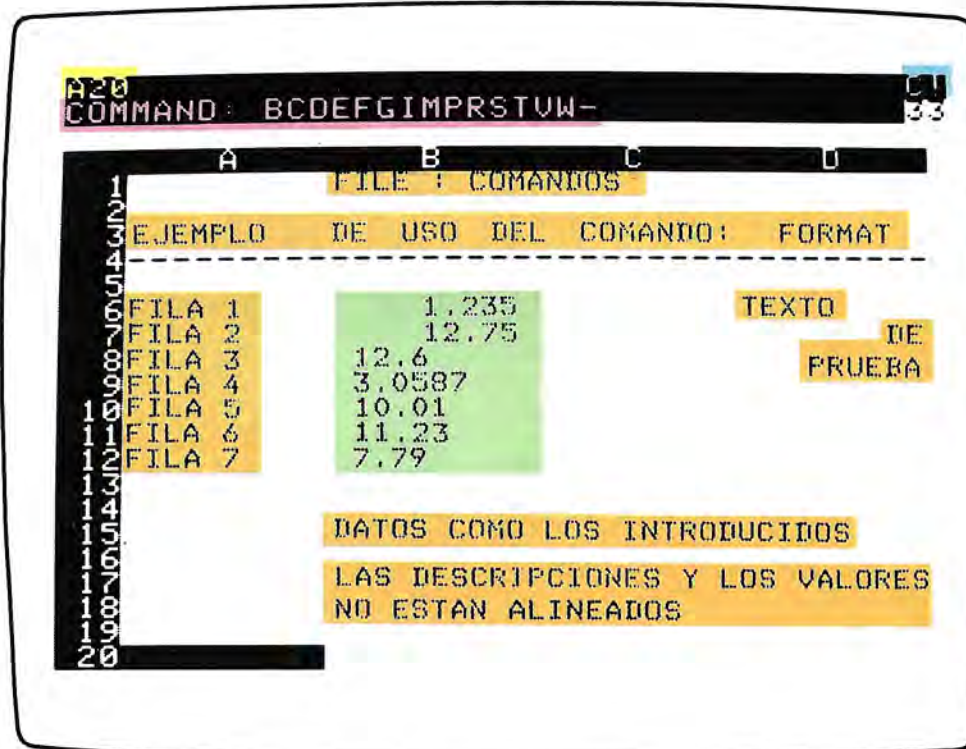 A20 C!
COMMAND: BCDEFGIMPRSTVW- 33
A B C D
1 FILE : COMANDOS
2
3 EJEMPLO DE USO DEL COMANDO: FORMAT
4 --------------------------------
5
6 FILA 1 1.235 TEXTO
7 FILA 2 12.75 DE
8 FILA 3 12.6 PRUEBA
9 FILA 4 3.0587
10 FILA 5 10.01
11 FILA 6 11.23
12 FILA 7 7.79
13
14
15 DATOS COMO LOS INTRODUCIDOS
16
17 LAS DESCRIPCIONES Y LOS VALORES
18 NO ESTAN ALINEADOS
19
20